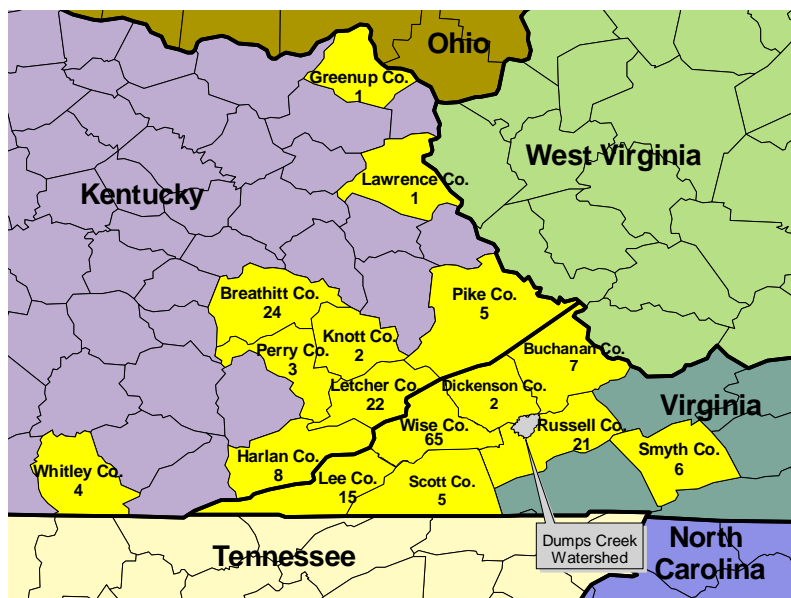 Ohio
Greenup Co.
1
West Virginia
Kentucky
Lawrence Co.
1
Breathitt Co.
24
Pike Co.
5
Knott Co.
2
Perry Co.
3
Buchanan Co.
7
Letcher Co.
22
Dickenson Co.
2
Virginia
Wise Co.
65
Russell Co.
21
Smyth Co.
6
Harlan Co.
8
Whitley Co.
4
Lee Co.
15
Scott Co.
5
Dumps Creek
Watershed
Tennessee
North
Carolina